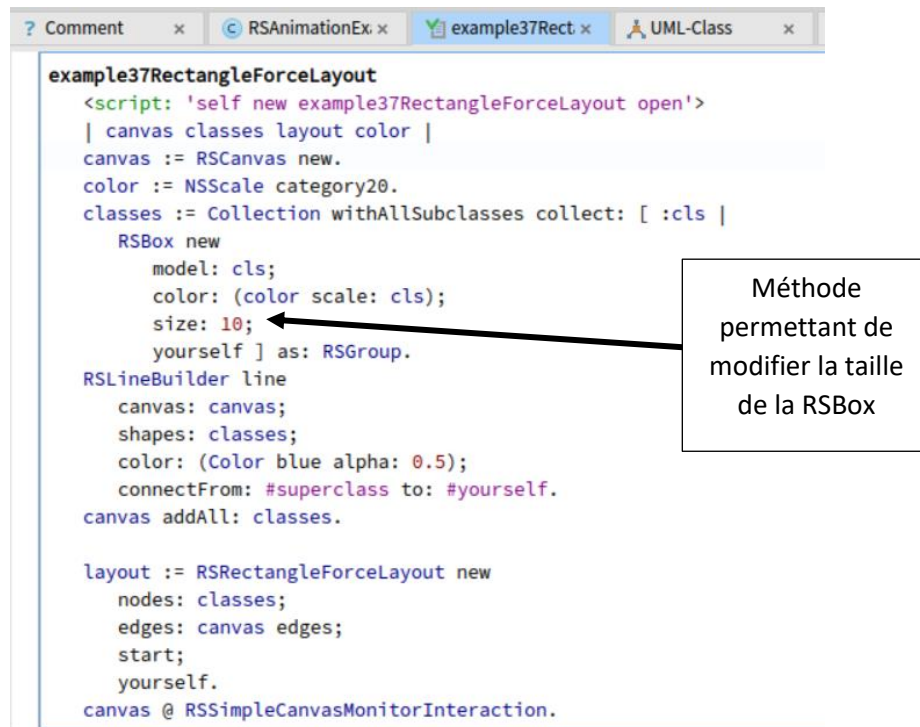 ? Comment × C RSAnimationEx: × example37Rect: × UML-Class ×
example37RectangleForceLayout
<script: 'self new example37RectangleForceLayout open'>
| canvas classes layout color |
canvas := RSCanvas new.
color := NSScale category20.
classes := Collection withAllSubclasses collect: [ :cls |
RSBox new
model: cls;
color: (color scale: cls);
size: 10;
yourself ] as: RSGroup.
RSLineBuilder line
canvas: canvas;
shapes: classes;
color: (Color blue alpha: 0.5);
connectFrom: #superclass to: #yourself.
canvas addAll: classes.
layout := RSRectangleForceLayout new
nodes: classes;
edges: canvas edges;
start;
yourself.
canvas @ RSSimpleCanvasMonitorInteraction.
Méthode
permettant de
modifier la taille
de la RSBox